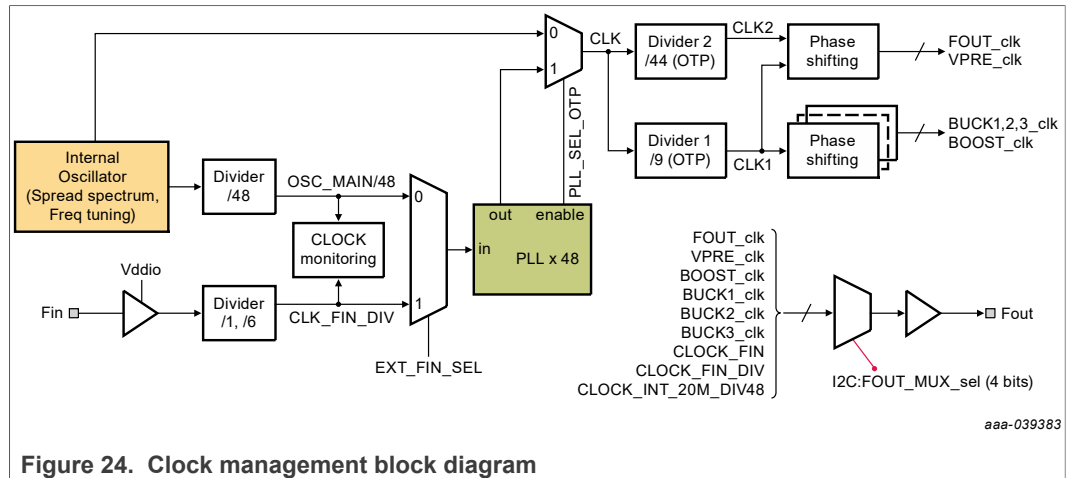 0
1
CLK
Divider 2
/44 (OTP)
CLK2
Phase
shifting
FOUT_clk
VPRE_clk
PLL_SEL_OTP
Divider 1
/9 (OTP)
CLK1
Phase
shifting
BUCK1,2,3_clk
BOOST_clk
Internal
Oscillator
(Spread spectrum,
Freq tuning)
Divider
/48
OSC_MAIN/48
0
CLOCK
monitoring
out enable
in
PLL x 48
Vddio
Fin
Divider
/1, /6
CLK_FIN_DIV
1
EXT_FIN_SEL
FOUT_clk
VPRE_clk
BOOST_clk
BUCK1_clk
BUCK2_clk
BUCK3_clk
CLOCK_FIN
CLOCK_FIN_DIV
CLOCK_INT_20M_DIV48
Fout
I2C:FOUT_MUX_sel (4 bits)
aaa-039383
Figure 24. Clock management block diagram